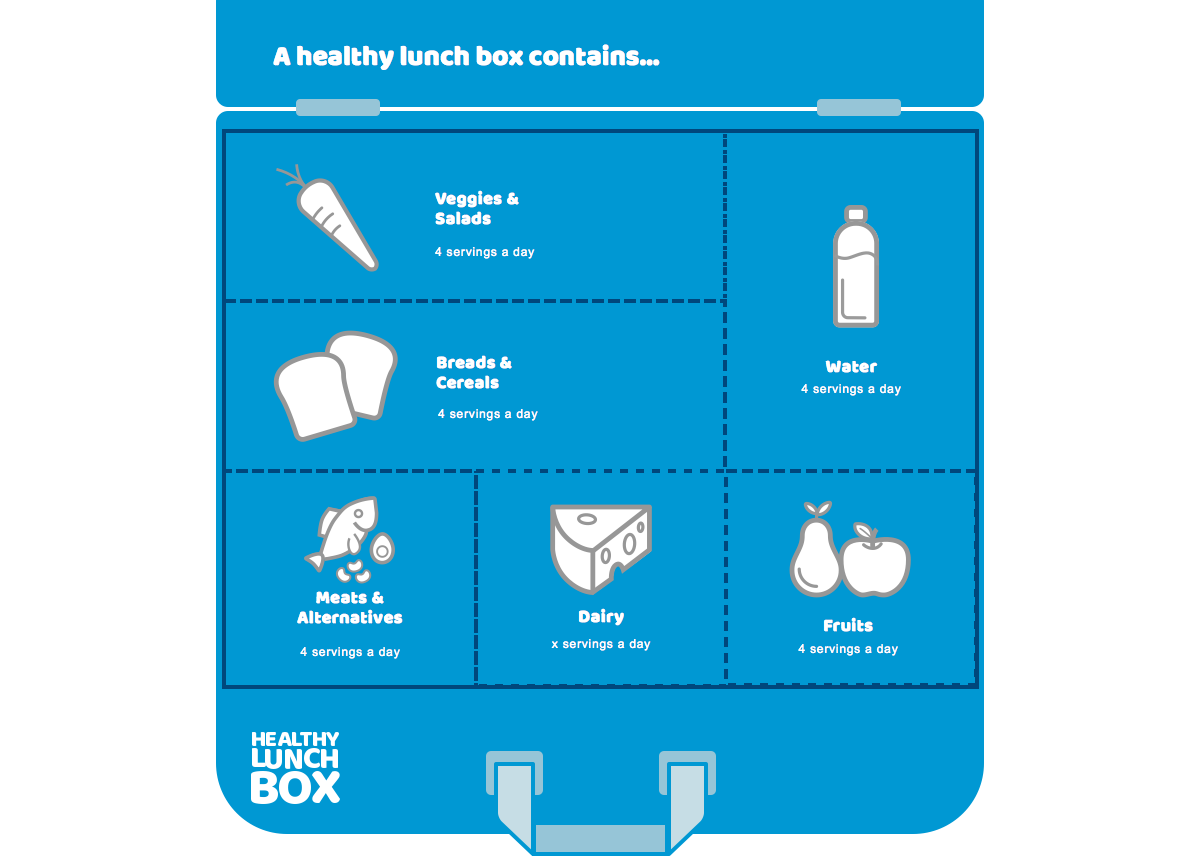 A healthy lunch box contains...
Veggies &
Salads
4 servings a day
Breads &
Cereals
4 servings a day
Water
4 servings a day
Meats &
Alternatives
4 servings a day
Dairy
x servings a day
Fruits
4 servings a day
HEALTHY
LUNCH
BOX